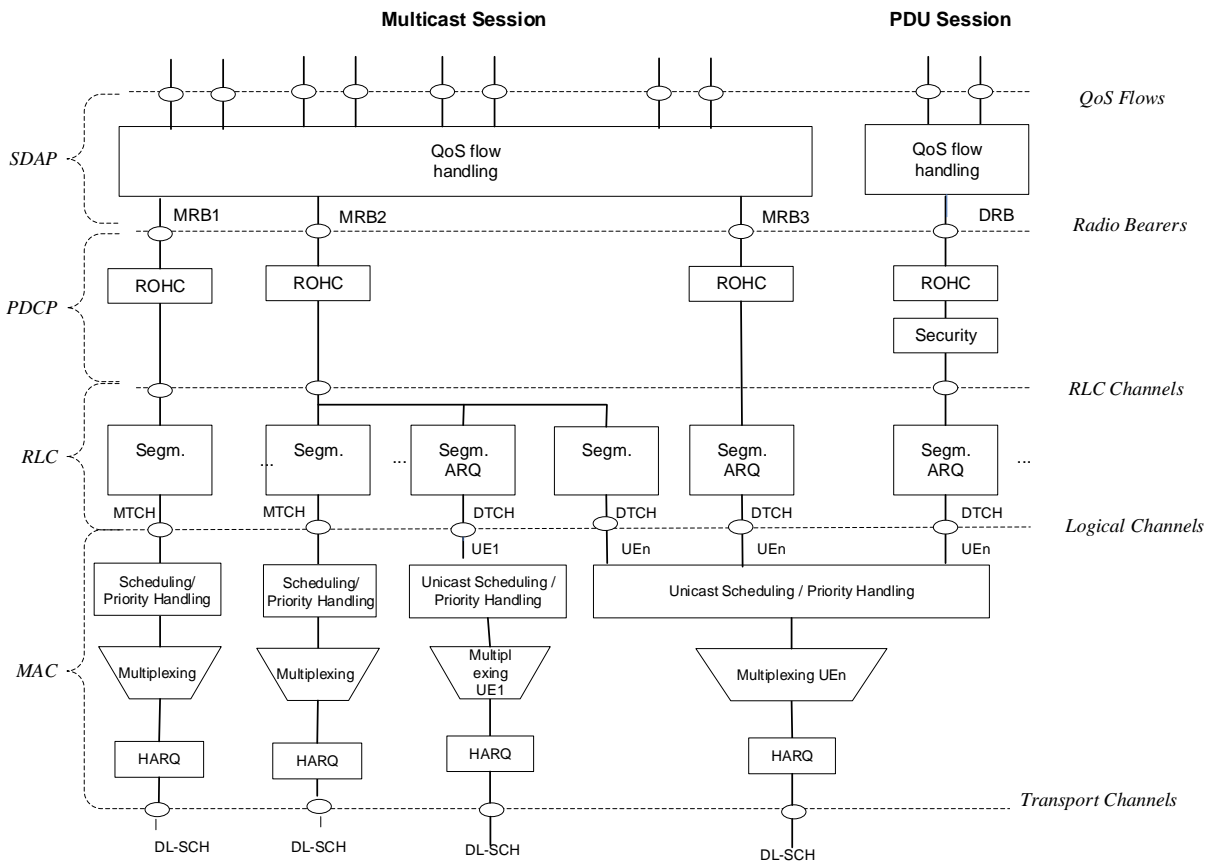 Multicast Session
PDU Session
QoS Flows
SDAP
QoS flow
handling
QoS flow
handling
MRB1
MRB2
MRB3
DRB
Radio Bearers
PDCP
ROHC
ROHC
ROHC
ROHC
Security
RLC Channels
RLC
Segm.
...
Segm.
...
Segm.
ARQ
Segm.
Segm.
ARQ
Segm.
ARQ
...
MTCH
MTCH
DTCH
DTCH
DTCH
DTCH
Logical Channels
UE1
UEn
UEn
UEn
MAC
Scheduling/
Priority Handling
Scheduling/
Priority Handling
Unicast Scheduling /
Priority Handling
Unicast Scheduling / Priority Handling
Multiplexing
Multiplexing
Multipl
exing
UE1
Multiplexing UEn
HARQ
HARQ
HARQ
HARQ
Transport Channels
DL-SCH
DL-SCH
DL-SCH
DL-SCH